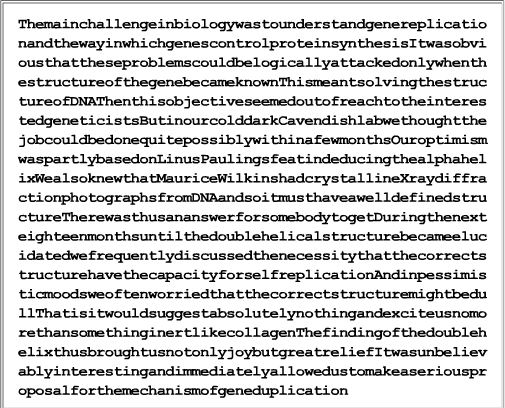 Themainchallengeinbiologywastounderstandgenereplicatio
nandthewayinwhichgenescontrolproteinsynthesisItwasobvi
ousthattheseproblemscouldbelogicallyattackedonlywhenth
estructureofthegenebecameknownThismeantsolvingthestruc
tureofDNAThenthisobjectiveseemedoutofreachtotheinteres
tedgeneticistsButinourcolddarkCavendishlabwethoughtthe
jobcouldbedonequitepossiblywithinafewmonthsOuroptimism
waspartlybasedonLinusPaulingsfeatindeducingthealphahel
ixWealsoknewthatMauriceWilkinshadcrystallineXraydiffra
ctionphotographsfromDNAandsoitmusthaveawelldefinedstru
ctureTherewasthusananswerforsomebodytogetDuringthenext
eighteenmonthsuntilthedoublehelicalstructurebecameeluc
idatedwefrequentlydiscussedthenecessitythatthecorrects
tructurehavethecapacityforselfreplicationAndinpessimis
ticmoodsweoftenworriedthatthecorrectstructuremightbedu
llThatisitwouldsuggestabsolutelynothingandexciteusnomo
rethansomethinginertlikecollagenThefindingofthedoubleh
elixthusbroughtusnotonlyjoybutgreatreliefItwasunbeliev
ablyinterestingandimmediatelyallowedustomakeaseriouspr
oposalforthemechanismofgeneduplication